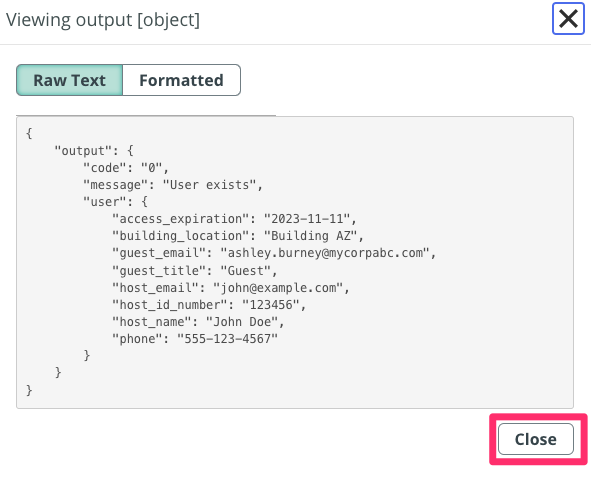 Viewing output [object]
Raw Text Formatted
{
    "output": {
        "code": "0",
        "message": "User exists",
        "user": {
            "access_expiration": "2023-11-11",
            "building_location": "Building AZ",
            "guest_email": "ashley.burney@mycorpabc.com",
            "guest_title": "Guest",
            "host_email": "john@example.com",
            "host_id_number": "123456",
            "host_name": "John Doe",
            "phone": "555-123-4567"
        }
    }
}
Close